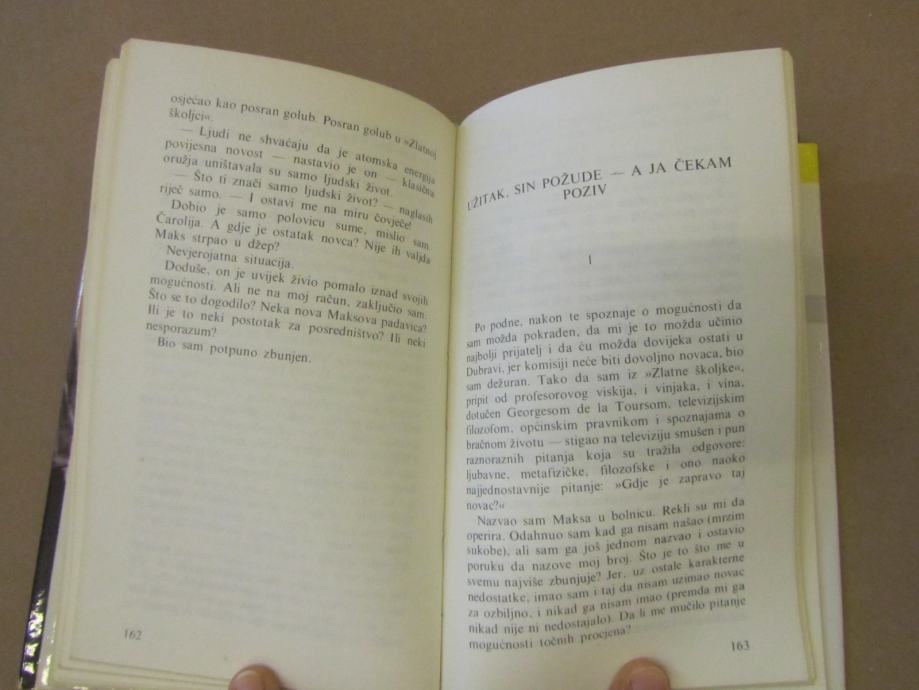 osjećao kao posran golub. Posran golub u »Zlatnoj
školjci«.
— Ljudi ne shvaćaju da je atomska energija
povijesna novost — nastavio je on — klasična
oružja uništavala su samo ljudski život.
— Što ti znači samo ljudski život? — naglasih
riječ samo. — I ostavi me na miru čovječe!
Dobio je samo polovicu sume, mislio sam.
Čarolija. A gdje je ostatak novca? Nije ih valjda
Maks strpao u džep?
Nevjerojatna situacija.
Doduše, on je uvijek živio pomalo iznad svojih
mogućnosti. Ali ne na moj račun, zaključio sam.
Što se to dogodilo? Neka nova Maksova padavica?
Ili je to neki postotak za posredništvo? Ili neki
nesporazum?
Bio sam potpuno zbunjen.
162
UŽITAK, SIN POŽUDE — A JA ČEKAM
POZIV
I
Po podne, nakon te spoznaje o mogućnosti da
sam možda pokraden, da mi je to možda učinio
najbolji prijatelj i da ću možda dovijeka ostati u
Dubravi, jer komisiji neće biti dovoljno novaca, bio
sam dežuran. Tako da sam iz »Zlatne školjke«,
pripit od profesorovog viskija, i vinjaka, i vina,
dotučen Georgesom de la Toursom, televizijskim
filozofom, općinskim pravnikom i spoznajama o
bračnom životu — stigao na televiziju smušen i pun
raznoraznih pitanja koja su tražila odgovore:
ljubavne, metafizičke, filozofske i ono naoko
najjednostavnije pitanje: »Gdje je zapravo taj
novac?«
Nazvao sam Maksa u bolnicu. Rekli su mi da
operira. Odahnuo sam kad ga nisam našao (mrzim
sukobe), ali sam ga još jednom nazvao i ostavio
poruku da nazove moj broj. Što je to što me u
svemu najviše zbunjuje? Jer, uz ostale karakterne
nedostatke, imao sam i taj da nisam uzimao novac
za ozbiljno, i nikad ga nisam imao (premda mi ga
nikad nije ni nedostajalo). Da li me mučilo pitanje
mogućnosti točnih procjena?
163